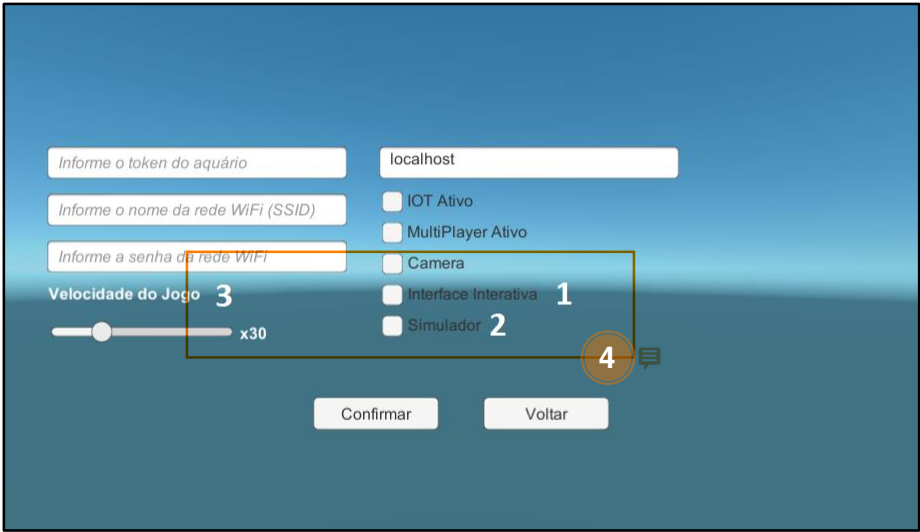 Informe o token do aquário
Informe o nome da rede WiFi (SSID)
Informe a senha da rede WiFi
Velocidade do Jogo 3
x30
localhost
IOT Ativo
MultiPlayer Ativo
Camera
Interface Interativa 1
Simulador 2
4
Confirmar
Voltar